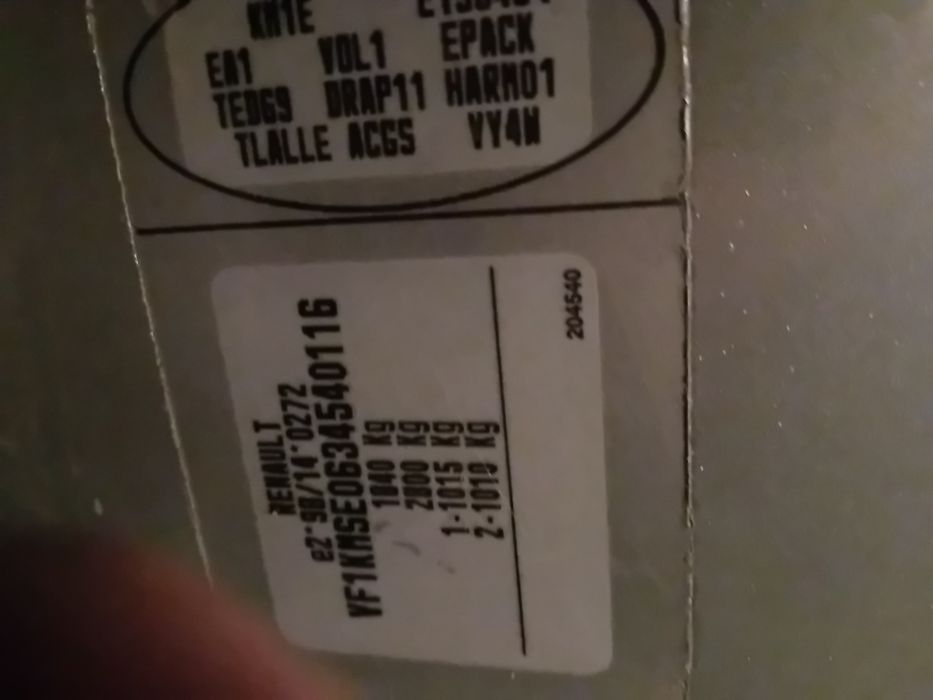 KM1E
EA1 VOL1 EPACK
TEDG9 DRAP11 HARM01
TLALLE ACGS VY4N
RENAULT
e2*98/14*0272
VF1KMSE0634540116
1840 Kg
2800 Kg
1-1015 Kg
2-1010 Kg
204540